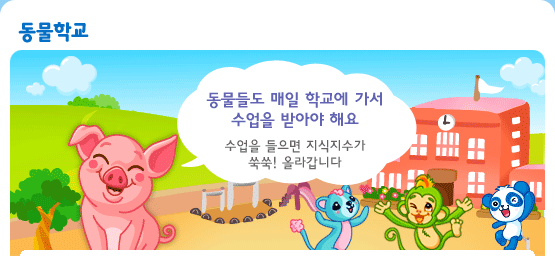 동물학교
동물들도 매일 학교에 가서
수업을 받아야 해요
수업을 들으면 지식지수가
쑥쑥! 올라갑니다